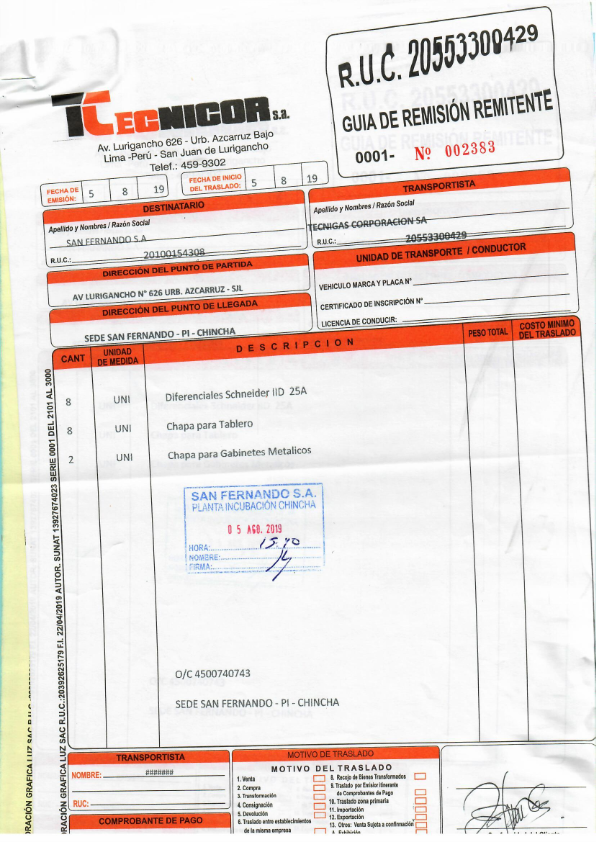 R.U.C. 20553300429
GUIA DE REMISIÓN REMITENTE
0001- Nº 002383
TECNICOR s.a.
Av. Lurigancho 626 - Urb. Azcarruz Bajo
Lima -Perú - San Juan de Lurigancho
Telef.: 459-9302
FECHA DE EMISIÓN: 5 8 19
FECHA DE INICIO DEL TRASLADO: 5 8 19
DESTINATARIO
Apellido y Nombres / Razón Social
SAN FERNANDO S.A
R.U.C.: 20100154308
TRANSPORTISTA
Apellido y Nombres / Razón Social
TECNIGAS CORPORACION SA
R.U.C.: 20553300429
DIRECCIÓN DEL PUNTO DE PARTIDA
AV LURIGANCHO N° 626 URB. AZCARRUZ - SJL
DIRECCIÓN DEL PUNTO DE LLEGADA
SEDE SAN FERNANDO - PI - CHINCHA
UNIDAD DE TRANSPORTE / CONDUCTOR
VEHICULO MARCA Y PLACA N°
CERTIFICADO DE INSCRIPCIÓN N°
LICENCIA DE CONDUCIR:
CANT UNIDAD DE MEDIDA DESCRIPCION PESO TOTAL COSTO MINIMO DEL TRASLADO
8 UNI Diferenciales Schneider IID 25A
8 UNI Chapa para Tablero
2 UNI Chapa para Gabinetes Metalicos
SAN FERNANDO S.A.
PLANTA INCUBACIÓN CHINCHA
05 AGO. 2019
HORA: 15:40
NOMBRE:
FIRMA:
O/C 4500740743
SEDE SAN FERNANDO - PI - CHINCHA
F.I. 22/04/2019 AUTOR. SUNAT 13927674023 SERIE 0001 DEL 2101 AL 3000
ORACIÓN GRAFICA LUZ SAC R.U.C.:20392625179
TRANSPORTISTA
NOMBRE: #######
RUC:
COMPROBANTE DE PAGO
MOTIVO DE TRASLADO
MOTIVO DEL TRASLADO
1. Venta
2. Compra
3. Transformación
4. Consignación
5. Devolución
6. Traslado entre establecimientos
de la misma empresa
8. Recojo de Bienes Transformados
9. Traslado por Emisor Itinerante
de Comprobantes de Pago
10. Traslado zona primaria
11. Importación
12. Exportación
13. Otros: Venta Sujeta a confirmación